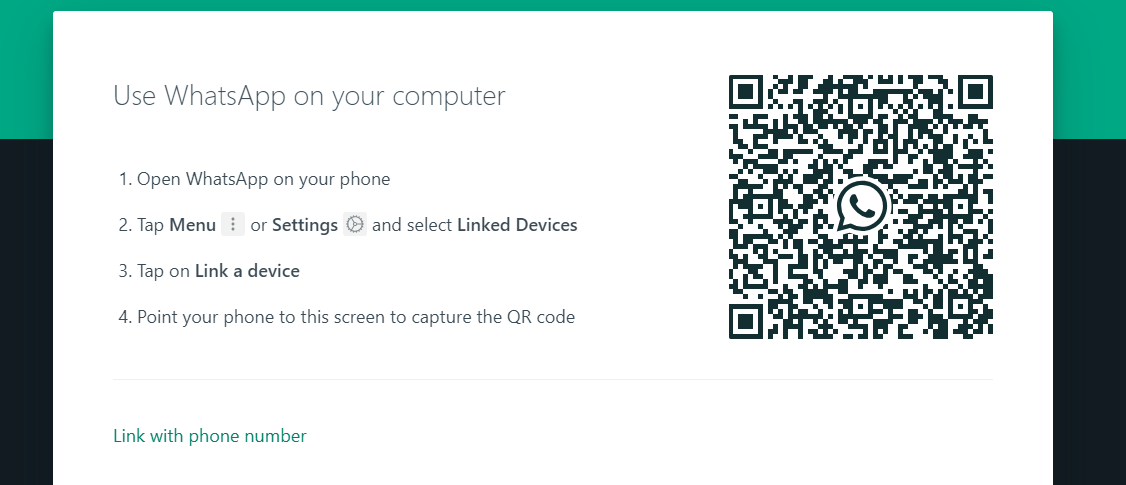 Use WhatsApp on your computer
1. Open WhatsApp on your phone
2. Tap Menu or Settings and select Linked Devices
3. Tap on Link a device
4. Point your phone to this screen to capture the QR code
Link with phone number